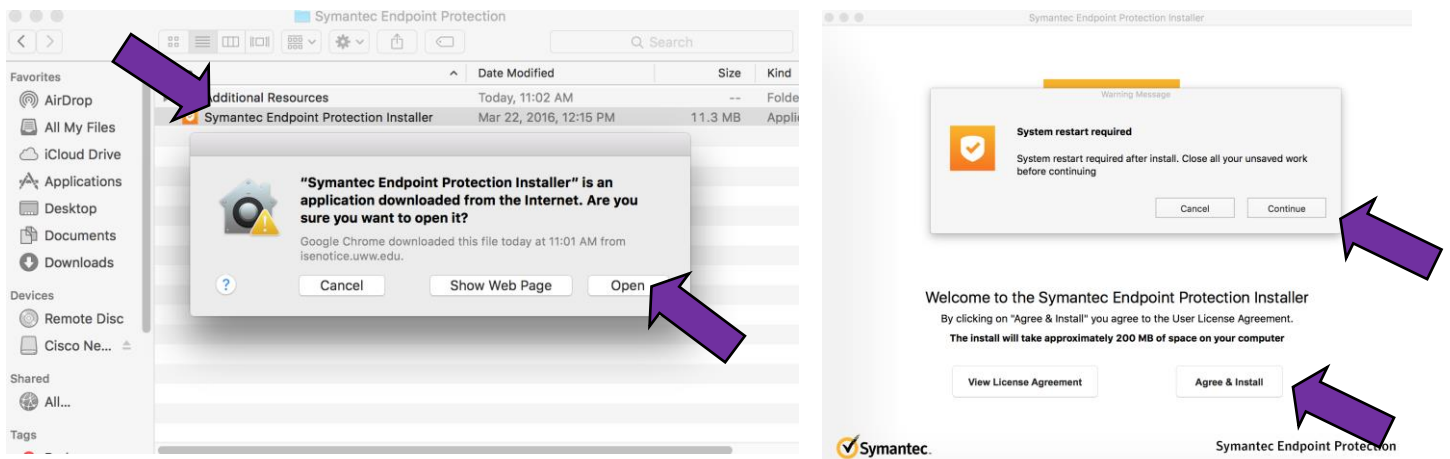 Symantec Endpoint Protection
Search
Favorites
AirDrop
All My Files
iCloud Drive
Applications
Desktop
Documents
Downloads
Devices
Remote Disc
Cisco Ne...
Shared
All...
Tags
Date Modified Size Kind
Additional Resources Today, 11:02 AM -- Folde
Symantec Endpoint Protection Installer Mar 22, 2016, 12:15 PM 11.3 MB Applic
"Symantec Endpoint Protection Installer" is an
application downloaded from the Internet. Are you
sure you want to open it?
Google Chrome downloaded this file today at 11:01 AM from
isenotice.uww.edu.
? Cancel Show Web Page Open
Symantec Endpoint Protection Installer
Warning Message
System restart required
System restart required after install. Close all your unsaved work
before continuing
Cancel Continue
Welcome to the Symantec Endpoint Protection Installer
By clicking on "Agree & Install" you agree to the User License Agreement.
The install will take approximately 200 MB of space on your computer
View License Agreement Agree & Install
Symantec. Symantec Endpoint Protection